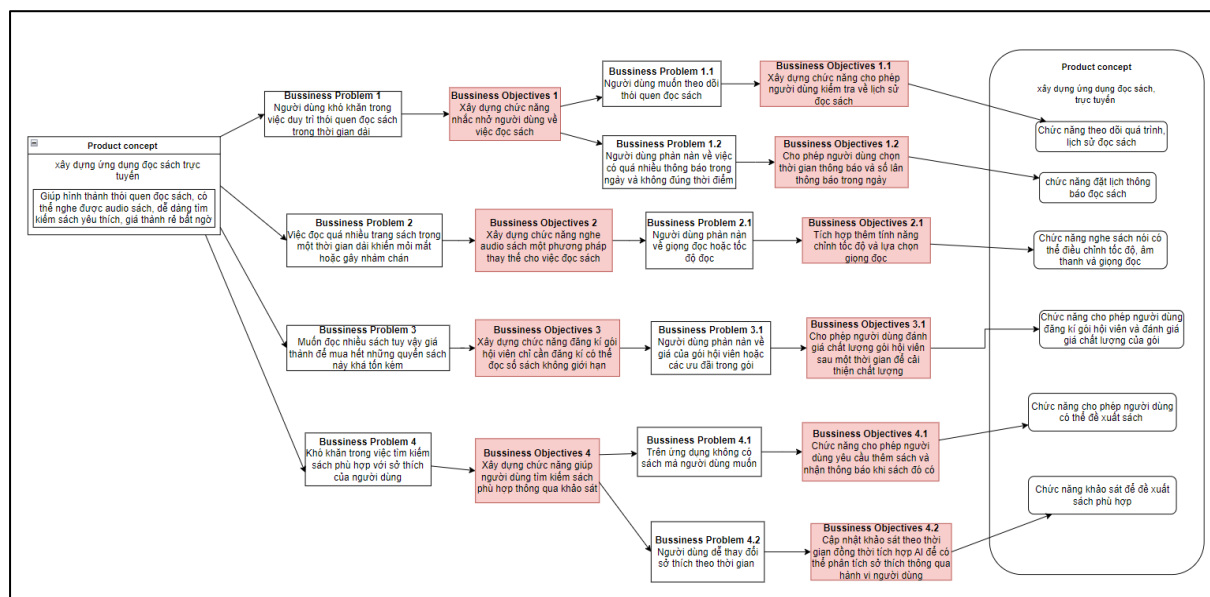 Product concept
xây dựng ứng dụng đọc sách trực
tuyến
Giúp hình thành thói quen đọc sách, có
thể nghe được audio sách, dễ dàng tìm
kiếm sách yêu thích, giá thành rẻ bất ngờ
Bussiness Problem 1
Người dùng khó khăn trong
việc duy trì thói quen đọc sách
trong thời gian dài
Bussiness Objectives 1
Xây dựng chức năng
nhắc nhở người dùng về
việc đọc sách
Bussiness Problem 1.1
Người dùng muốn theo dõi
thói quen đọc sách
Bussiness Objectives 1.1
Xây dựng chức năng cho phép
người dùng kiểm tra về lịch sử
đọc sách
Bussiness Problem 1.2
Người dùng phản nàn về việc
có quá nhiều thông báo trong
ngày và không đúng thời điểm
Bussiness Objectives 1.2
Cho phép người dùng chọn
thời gian thông báo và số lần
thông báo trong ngày
Bussiness Problem 2
Việc đọc quá nhiều trang sách trong
một thời gian dài khiến mỏi mắt
hoặc gây nhàm chán
Bussiness Objectives 2
Xây dựng chức năng nghe
audio sách một phương pháp
thay thế cho việc đọc sách
Bussiness Problem 2.1
Người dùng phản nàn
về giọng đọc hoặc tốc
độ đọc
Bussiness Objectives 2.1
Tích hợp thêm tính năng
chỉnh tốc độ và lựa chọn
giọng đọc
Bussiness Problem 3
Muốn đọc nhiều sách tuy vậy giá
thành để mua hết những quyển sách
này khá tốn kém
Bussiness Objectives 3
Xây dựng chức năng đăng kí gói
hội viên chỉ cần đăng kí có thể
đọc số sách không giới hạn
Bussiness Problem 3.1
Người dùng phản nàn về
giá của gói hội viên hoặc
các ưu đãi trong gói
Bussiness Objectives 3.1
Cho phép người dùng đánh
giá chất lượng gói hội viên
sau một thời gian để cải
thiện chất lượng
Bussiness Problem 4
Khó khăn trong việc tìm kiếm
sách phù hợp với sở thích
của người dùng
Bussiness Objectives 4
Xây dựng chức năng giúp
người dùng tìm kiếm sách
phù hợp thông qua khảo sát
Bussiness Problem 4.1
Trên ứng dụng không có
sách mà người dùng muốn
Bussiness Objectives 4.1
Chức năng cho phép người
dùng yêu cầu thêm sách và
nhận thông báo khi sách đó có
Bussiness Problem 4.2
Người dùng dễ thay đổi
sở thích theo thời gian
Bussiness Objectives 4.2
Cập nhật khảo sát theo thời
gian đồng thời tích hợp AI để có
thể phân tích sở thích thông qua
hành vi người dùng
Product concept
xây dựng ứng dụng đọc sách,
trực tuyến
Chức năng theo dõi quá trình,
lịch sử đọc sách
chức năng đặt lịch thông
báo đọc sách
Chức năng nghe sách nói có
thể điều chỉnh tốc độ, âm
thanh và giọng đọc
Chức năng cho phép người dùng
đăng kí gói hội viên và đánh giá
giá chất lượng của gói
Chức năng cho phép người dùng
có thể đề xuất sách
Chức năng khảo sát để đề xuất
sách phù hợp